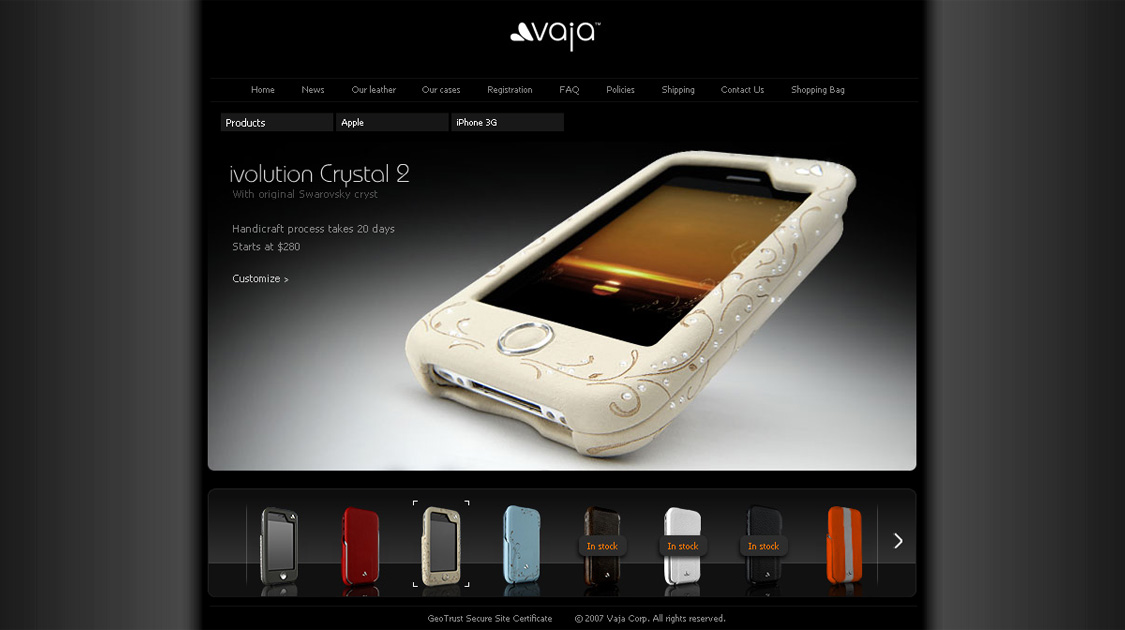 vaja™
Home News Our leather Our cases Registration FAQ Policies Shipping Contact Us Shopping Bag
Products Apple iPhone 3G
ivolution Crystal 2
With original Swarovsky cryst
Handicraft process takes 20 days
Starts at $280
Customize >
In stock In stock In stock
GeoTrust Secure Site Certificate © 2007 Vaja Corp. All rights reserved.